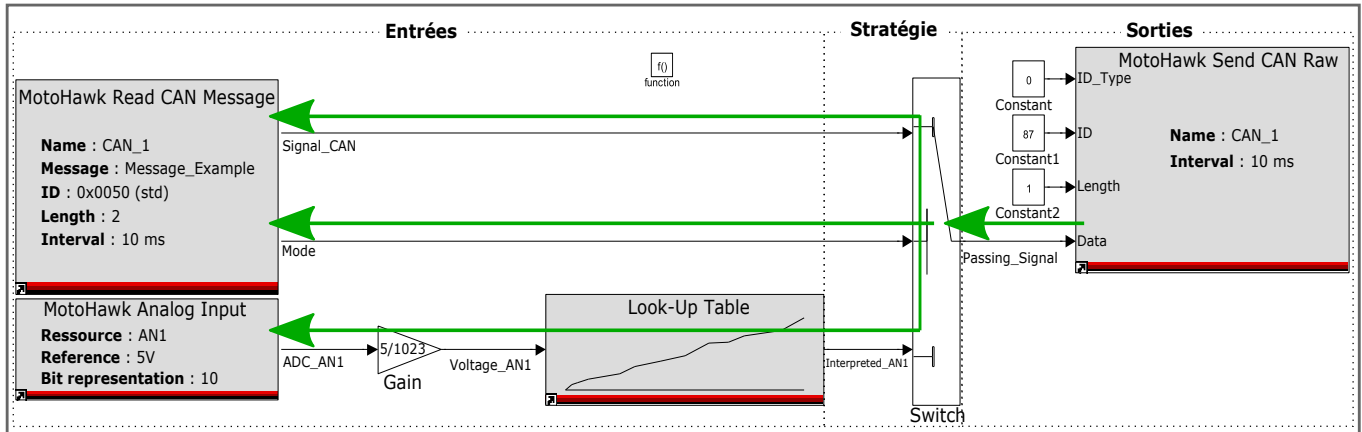 Entrées
Stratégie
Sorties
f()
function
MotoHawk Read CAN Message
Name : CAN_1
Message : Message_Example
ID : 0x0050 (std)
Length : 2
Interval : 10 ms
Signal_CAN
Mode
MotoHawk Analog Input
Ressource : AN1
Reference : 5V
Bit representation : 10
ADC_AN1
5/1023
Gain
Voltage_AN1
Look-Up Table
Interpreted_AN1
Switch
Passing_Signal
0
Constant
87
Constant1
1
Constant2
MotoHawk Send CAN Raw
ID_Type
ID
Length
Data
Name : CAN_1
Interval : 10 ms